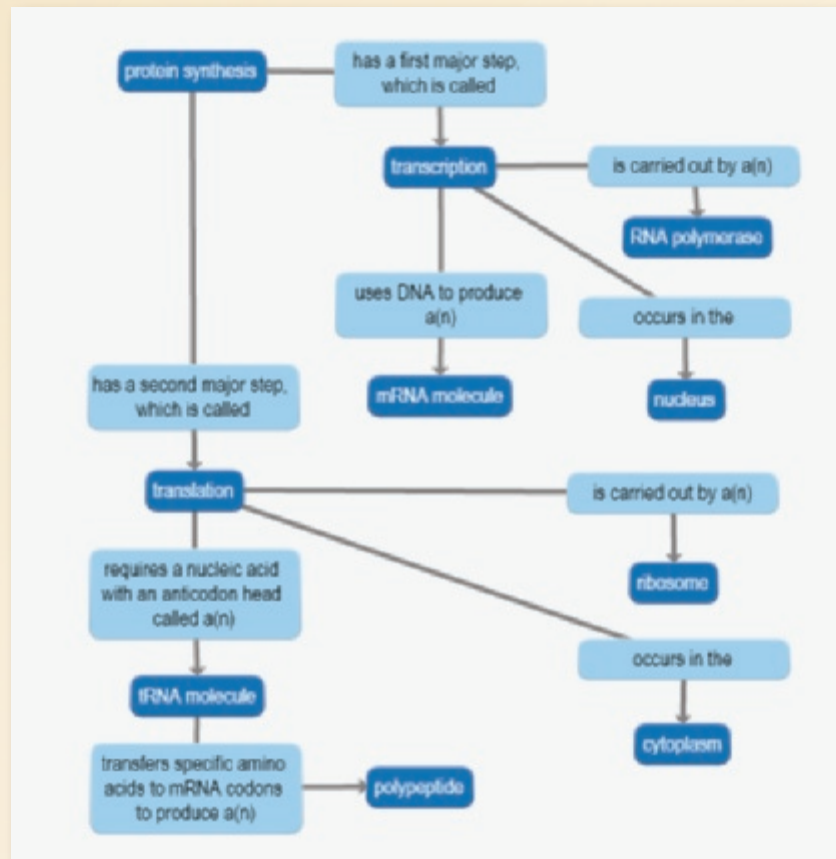 protein synthesis
has a first major step,
which is called
transcription
is carried out by a(n)
RNA polymerase
uses DNA to produce
a(n)
occurs in the
mRNA molecule
nucleus
has a second major step,
which is called
translation
is carried out by a(n)
ribosome
requires a nucleic acid
with an anticodon head
called a(n)
occurs in the
tRNA molecule
cytoplasm
transfers specific amino
acids to mRNA codons
to produce a(n)
polypeptide